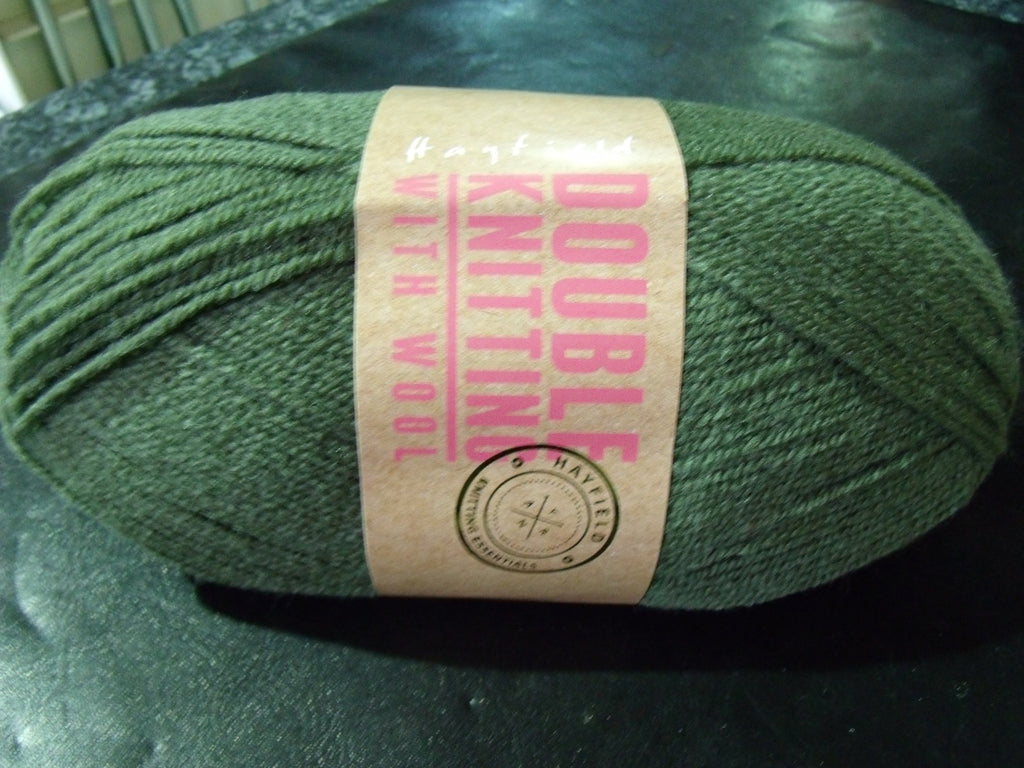 Hayfield
DOUBLE
KNITTING
WITH WOOL
HAYFIELD
KNITTING ESSENTIALS
Y A R N